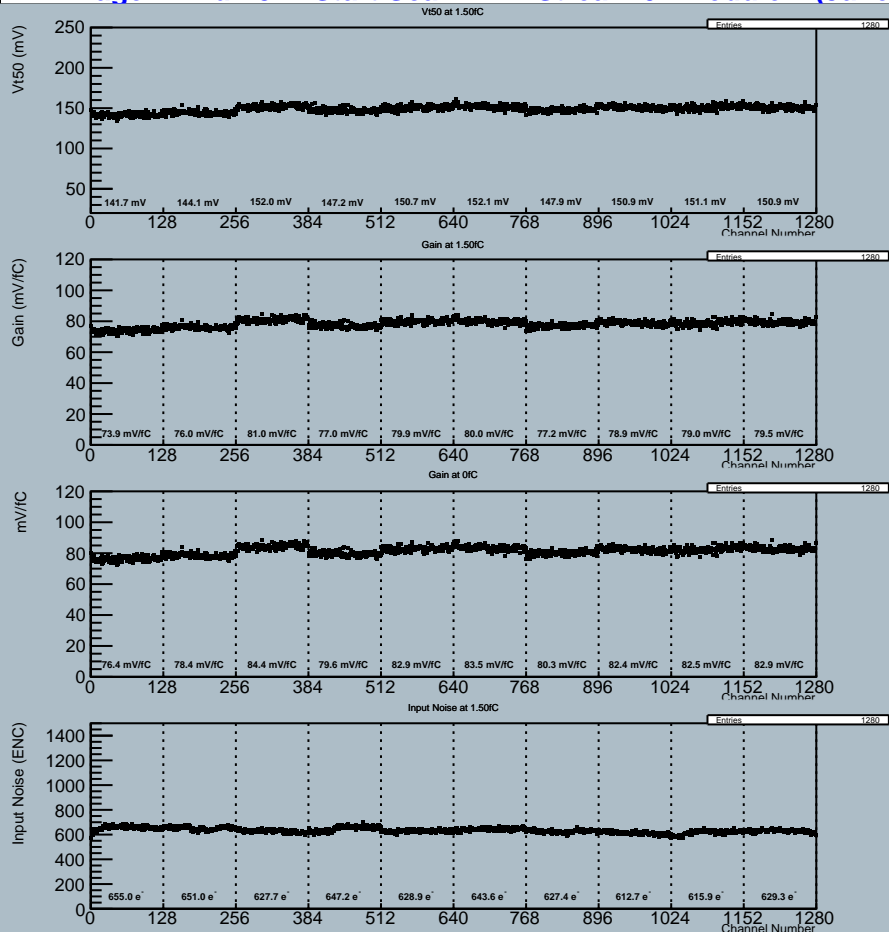 Vt50 at 1.50fC
Entries 1280
Vt50 (mV)
250
200
150
100
50
141.7 mV 144.1 mV 152.0 mV 147.2 mV 150.7 mV 152.1 mV 147.9 mV 150.9 mV 151.1 mV 150.9 mV
0 128 256 384 512 640 768 896 1024 1152 1280
Channel Number
Gain at 1.50fC
Entries 1280
Gain (mV/fC)
120
100
80
60
40
20
0
73.9 mV/fC 76.0 mV/fC 81.0 mV/fC 77.0 mV/fC 79.9 mV/fC 80.0 mV/fC 77.2 mV/fC 78.9 mV/fC 79.0 mV/fC 79.5 mV/fC
0 128 256 384 512 640 768 896 1024 1152 1280
Channel Number
Gain at 0fC
Entries 1280
mV/fC
120
100
80
60
40
20
0
76.4 mV/fC 78.4 mV/fC 84.4 mV/fC 79.6 mV/fC 82.9 mV/fC 83.5 mV/fC 80.3 mV/fC 82.4 mV/fC 82.5 mV/fC 82.9 mV/fC
0 128 256 384 512 640 768 896 1024 1152 1280
Channel Number
Input Noise at 1.50fC
Entries 1280
Input Noise (ENC)
1400
1200
1000
800
600
400
200
0
655.0 e⁻ 651.0 e⁻ 627.7 e⁻ 647.2 e⁻ 628.9 e⁻ 643.6 e⁻ 627.4 e⁻ 612.7 e⁻ 615.9 e⁻ 629.3 e⁻
0 128 256 384 512 640 768 896 1024 1152 1280
Channel Number